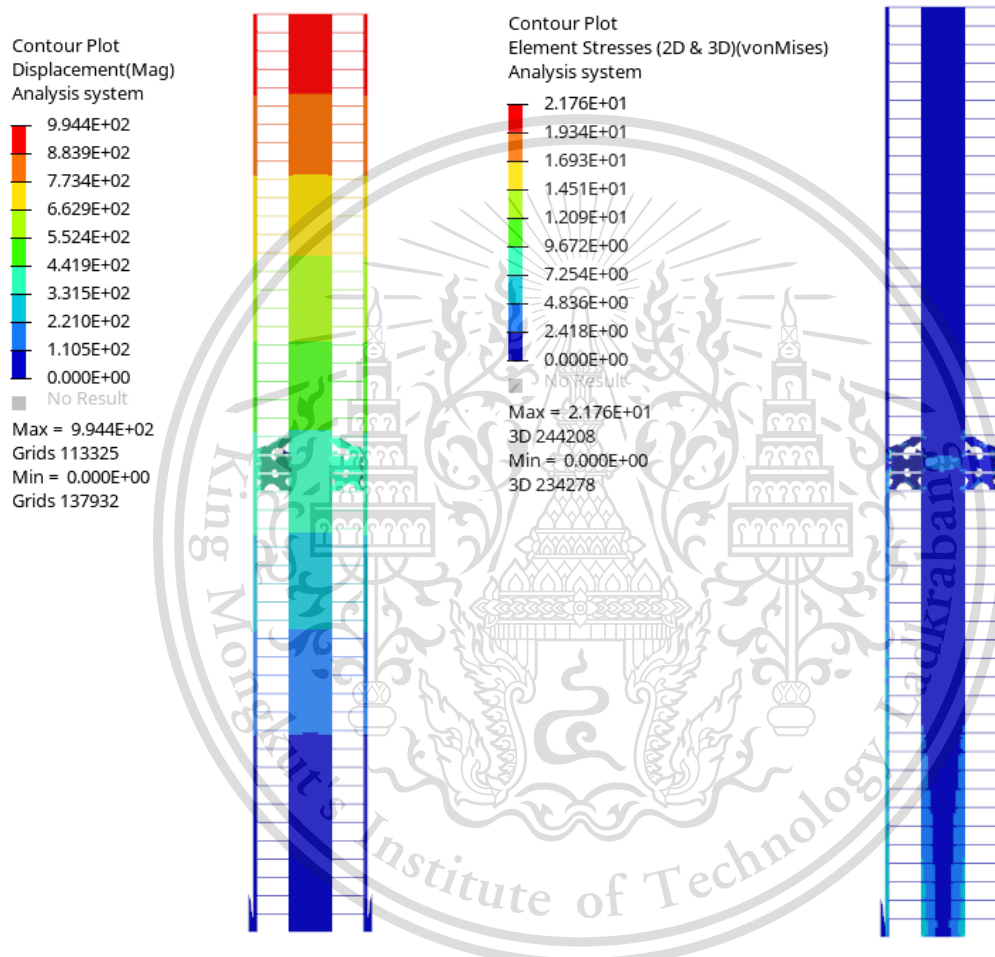 Contour Plot
Displacement(Mag)
Analysis system
9.944E+02
8.839E+02
7.734E+02
6.629E+02
5.524E+02
4.419E+02
3.315E+02
2.210E+02
1.105E+02
0.000E+00
No Result
Max = 9.944E+02
Grids 113325
Min = 0.000E+00
Grids 137932
Contour Plot
Element Stresses (2D & 3D)(vonMises)
Analysis system
2.176E+01
1.934E+01
1.693E+01
1.451E+01
1.209E+01
9.672E+00
7.254E+00
4.836E+00
2.418E+00
0.000E+00
No Result
Max = 2.176E+01
3D 244208
Min = 0.000E+00
3D 234278
King Mongkut's Institute of Technology Ladkrabang